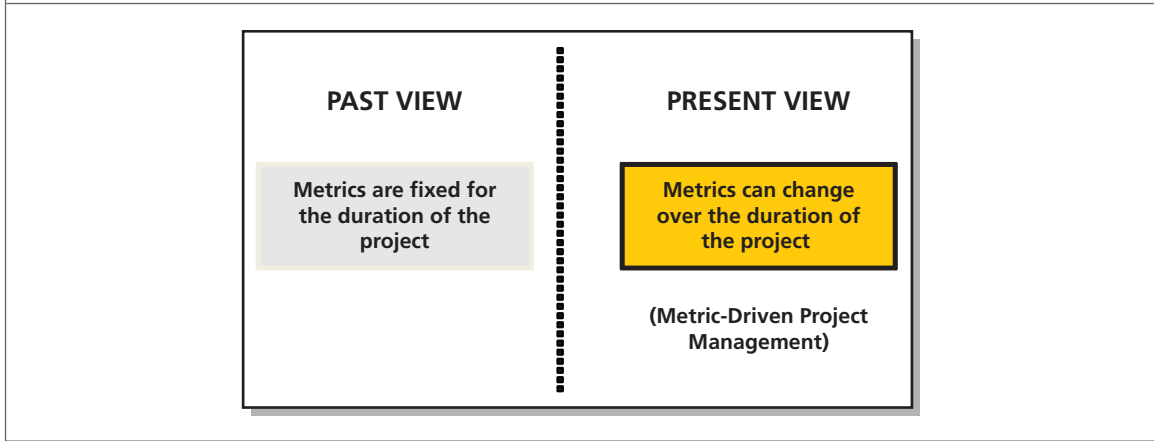 PAST VIEW
Metrics are fixed for
the duration of the
project
PRESENT VIEW
Metrics can change
over the duration of
the project
(Metric-Driven Project
Management)